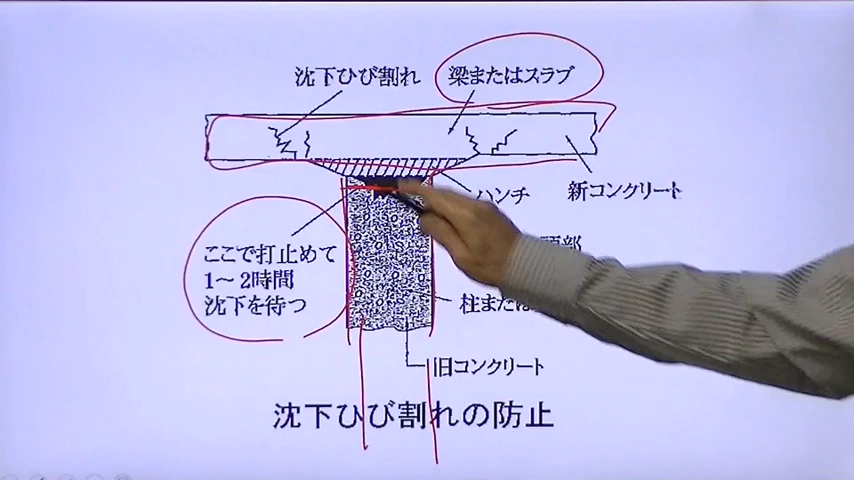 沈下ひび割れ
梁またはスラブ
ハンチ
新コンクリート
ここで打止めて
1～2時間
沈下を待つ
頭部
柱または
旧コンクリート
沈下ひび割れの防止